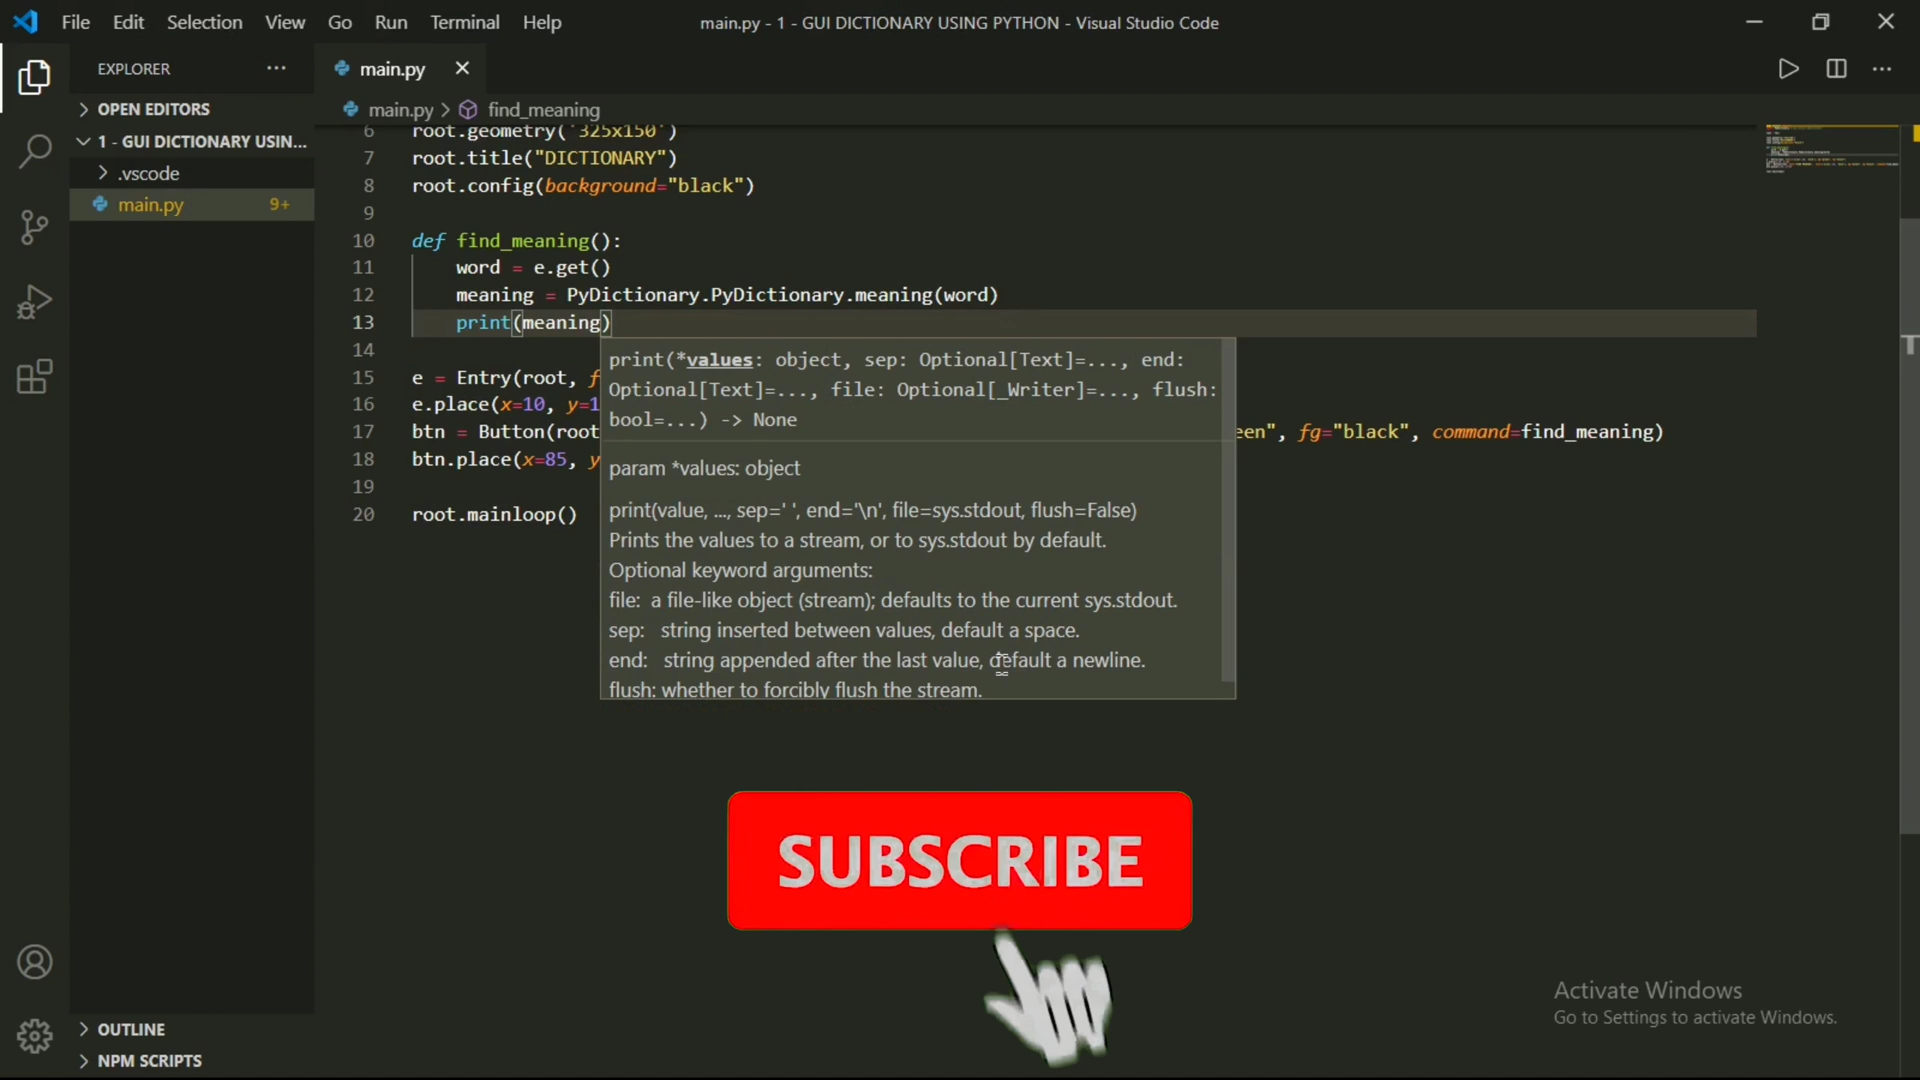 File Edit Selection View Go Run Terminal Help
main.py - 1 - GUI DICTIONARY USING PYTHON - Visual Studio Code
EXPLORER
main.py
OPEN EDITORS
main.py > find_meaning
1 - GUI DICTIONARY USIN...
.vscode
main.py 9+
6 root.geometry('325x150')
7 root.title("DICTIONARY")
8 root.config(background="black")
9
10 def find_meaning():
11 word = e.get()
12 meaning = PyDictionary.PyDictionary.meaning(word)
13 print(meaning)
14
15 e = Entry(root, f
16 e.place(x=10, y=1
17 btn = Button(root een", fg="black", command=find_meaning)
18 btn.place(x=85, y
19
20 root.mainloop()
print(*values: object, sep: Optional[Text]=..., end:
Optional[Text]=..., file: Optional[_Writer]=..., flush:
bool=...) -> None
param *values: object
print(value, ..., sep=' ', end='\n', file=sys.stdout, flush=False)
Prints the values to a stream, or to sys.stdout by default.
Optional keyword arguments:
file: a file-like object (stream); defaults to the current sys.stdout.
sep: string inserted between values, default a space.
end: string appended after the last value, default a newline.
flush: whether to forcibly flush the stream.
SUBSCRIBE
Activate Windows
Go to Settings to activate Windows.
OUTLINE
NPM SCRIPTS